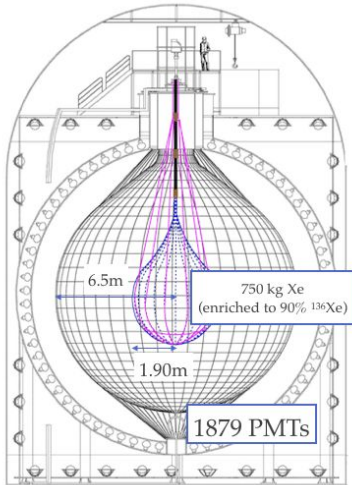 6.5m
750 kg Xe
(enriched to 90% ¹³⁶Xe)
1.90m
1879 PMTs